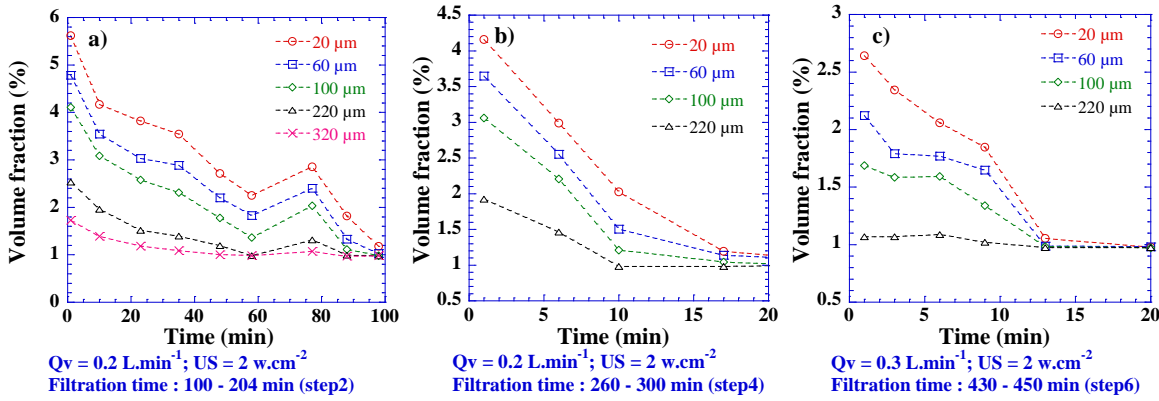 a)
20 µm
60 µm
100 µm
220 µm
320 µm
Volume fraction (%)
6
5
4
3
2
1
0
0 20 40 60 80 100
Time (min)
Qv = 0.2 L.min⁻¹; US = 2 w.cm⁻²
Filtration time : 100 - 204 min (step2)
b)
20 µm
60 µm
100 µm
220 µm
Volume fraction (%)
4.5
4
3.5
3
2.5
2
1.5
1
0.5
0 5 10 15 20
Time (min)
Qv = 0.2 L.min⁻¹; US = 2 w.cm⁻²
Filtration time : 260 - 300 min (step4)
c)
20 µm
60 µm
100 µm
220 µm
Volume fraction (%)
3
2.5
2
1.5
1
0.5
0 5 10 15 20
Time (min)
Qv = 0.3 L.min⁻¹; US = 2 w.cm⁻²
Filtration time : 430 - 450 min (step6)